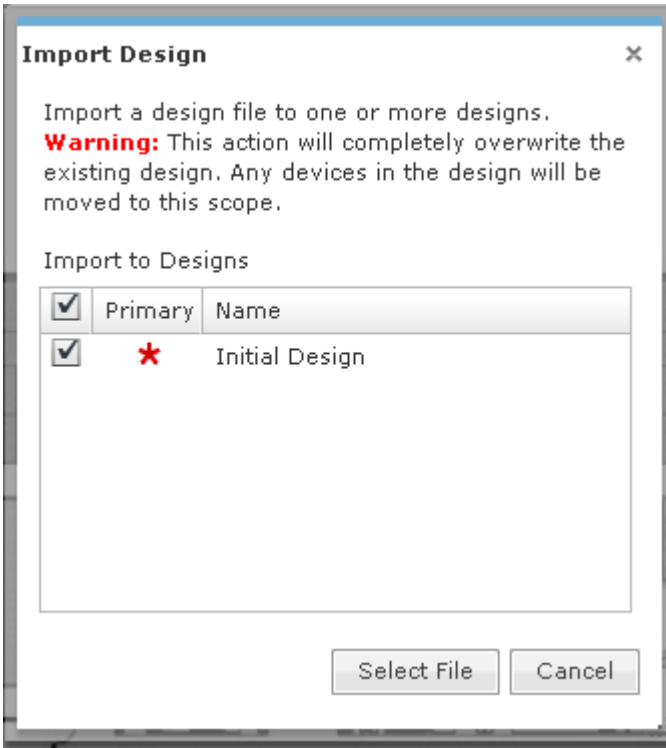 Import Design
Import a design file to one or more designs.
Warning: This action will completely overwrite the
existing design. Any devices in the design will be
moved to this scope.
Import to Designs
Primary Name
Initial Design
Select File Cancel